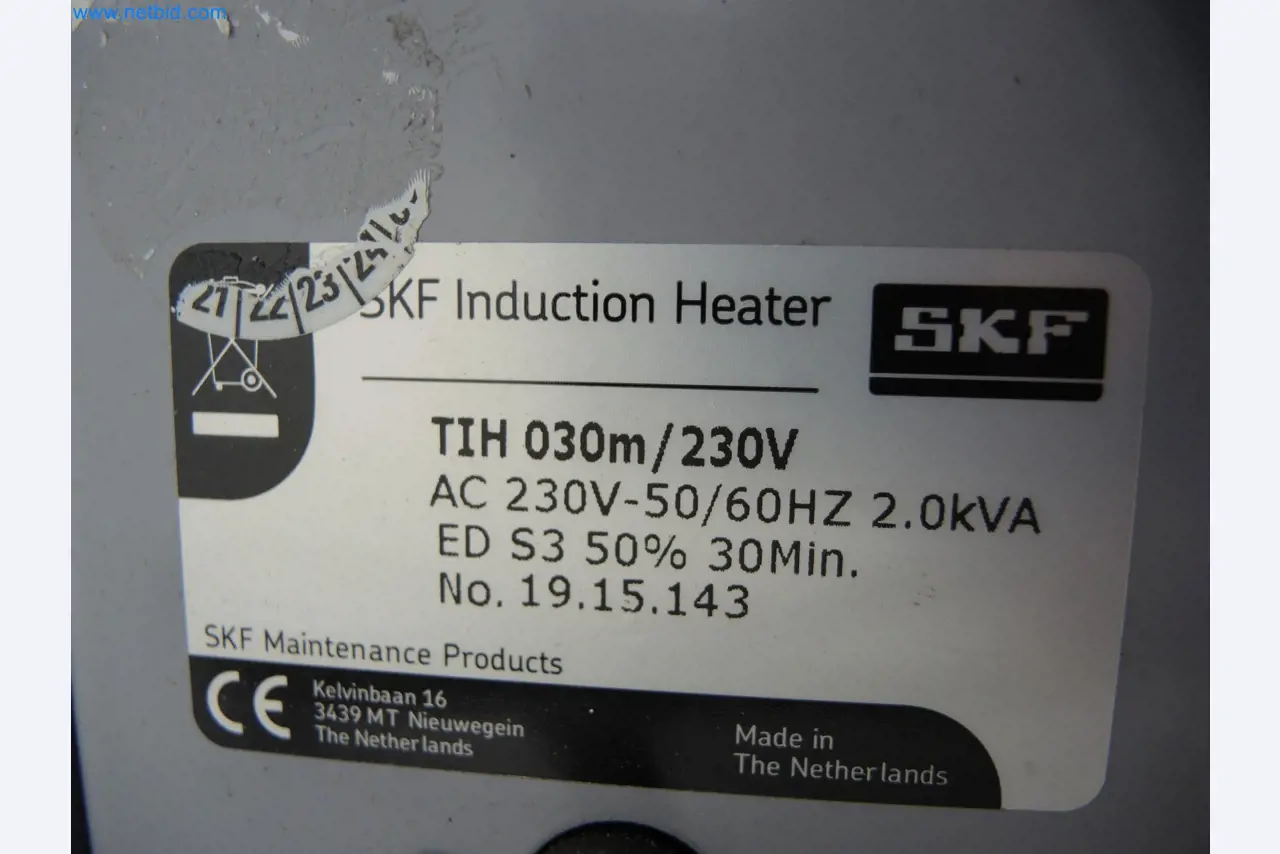 www.netbid.com
21 22 23 24
SKF Induction Heater
SKF
TIH 030m/230V
AC 230V-50/60HZ 2.0kVA
ED S3 50% 30Min.
No. 19.15.143
SKF Maintenance Products
CE
Kelvinbaan 16
3439 MT Nieuwegein
The Netherlands
Made in
The Netherlands